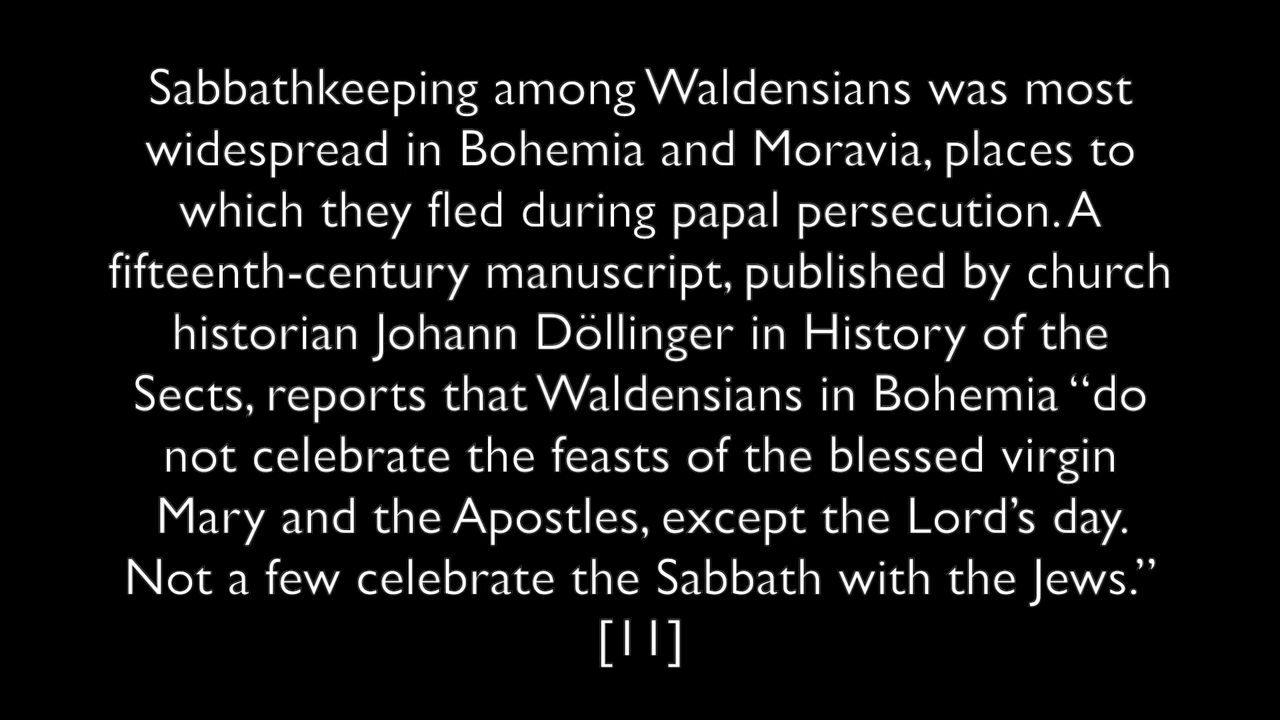 Sabbathkeeping among Waldensians was most
widespread in Bohemia and Moravia, places to
which they fled during papal persecution. A
fifteenth-century manuscript, published by church
historian Johann Döllinger in History of the
Sects, reports that Waldensians in Bohemia “do
not celebrate the feasts of the blessed virgin
Mary and the Apostles, except the Lord’s day.
Not a few celebrate the Sabbath with the Jews.”
[11]